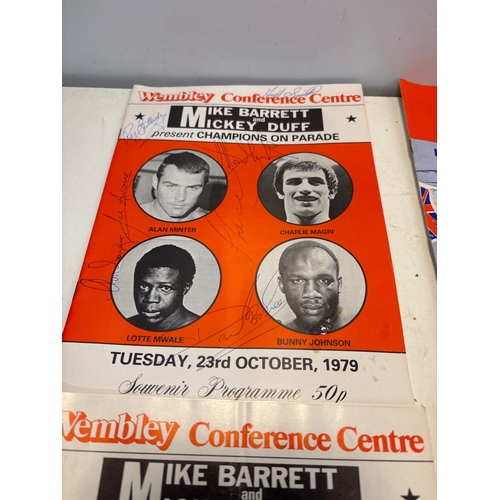 Wembley Conference Centre
MIKE BARRETT
and
MICKEY DUFF
present CHAMPIONS ON PARADE
ALAN MINTER
CHARLIE MAGRI
LOTTE MWALE
BUNNY JOHNSON
TUESDAY, 23rd OCTOBER, 1979
Souvenir Programme 50p
Wembley Conference Centre
MIKE BARRETT
and